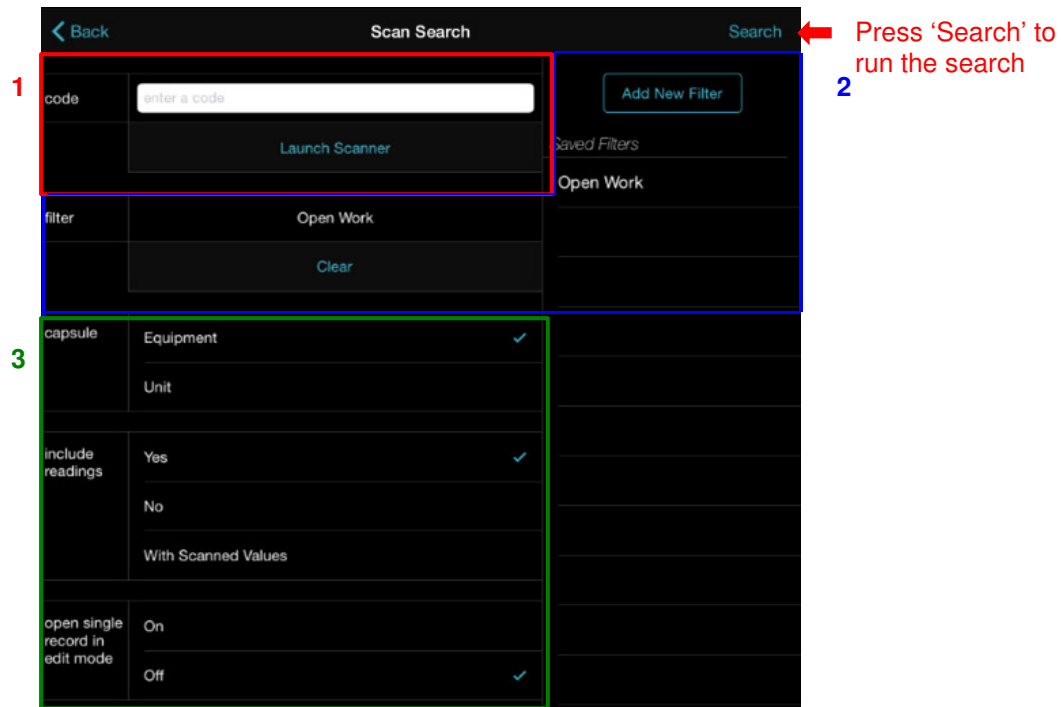 Back
Scan Search
Search
Press ‘Search’ to
run the search
1
2
code
enter a code
Add New Filter
Launch Scanner
Saved Filters
Open Work
filter
Open Work
Clear
3
capsule
Equipment
Unit
include
readings
Yes
No
With Scanned Values
open single
record in
edit mode
On
Off